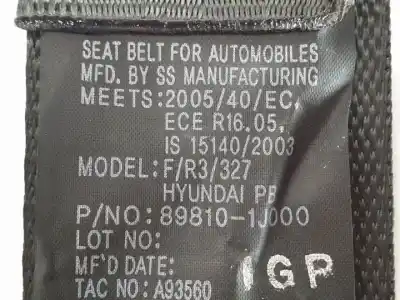 SEAT BELT FOR AUTOMOBILES
MFD. BY SS MANUFACTURING
MEETS: 2005/40/EC,
ECE R16.05,
IS 15140/2003
MODEL: F/R3/327
HYUNDAI PB
P/NO: 89810-1J000
LOT NO:
MF'D DATE:
TAC NO: A93560
GP